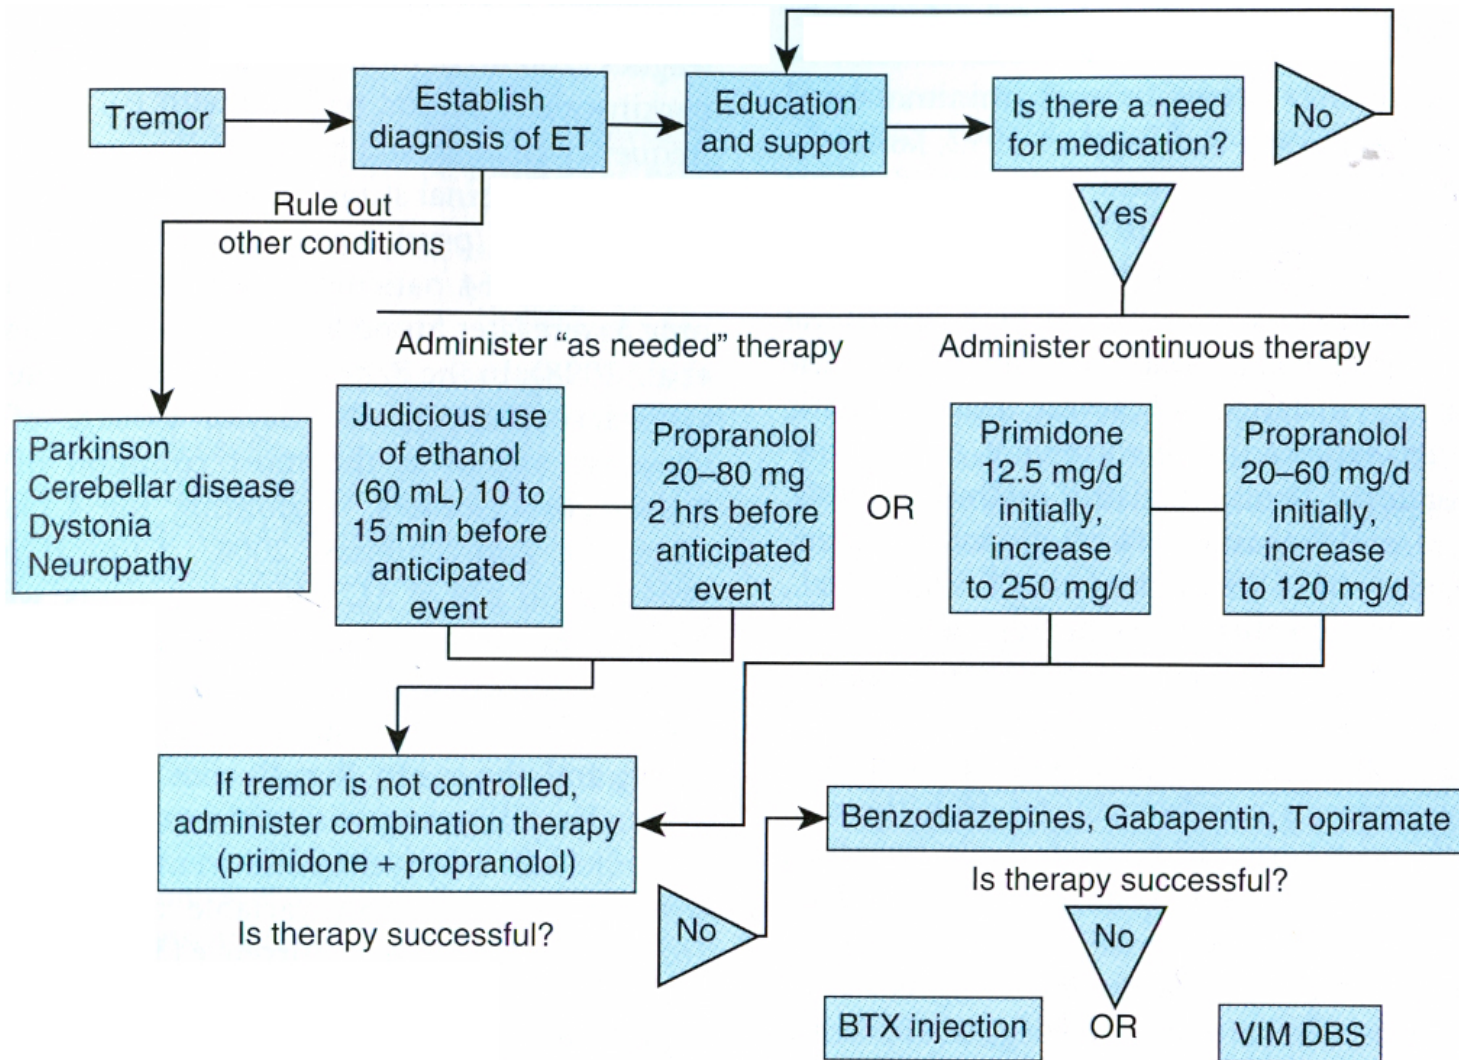 Tremor
Establish
diagnosis of ET
Education
and support
Is there a need
for medication?
No
Rule out
other conditions
Yes
Administer “as needed” therapy
Administer continuous therapy
Parkinson
Cerebellar disease
Dystonia
Neuropathy
Judicious use
of ethanol
(60 mL) 10 to
15 min before
anticipated
event
Propranolol
20–80 mg
2 hrs before
anticipated
event
OR
Primidone
12.5 mg/d
initially,
increase
to 250 mg/d
Propranolol
20–60 mg/d
initially,
increase
to 120 mg/d
If tremor is not controlled,
administer combination therapy
(primidone + propranolol)
Is therapy successful?
No
Benzodiazepines, Gabapentin, Topiramate
Is therapy successful?
No
BTX injection
OR
VIM DBS